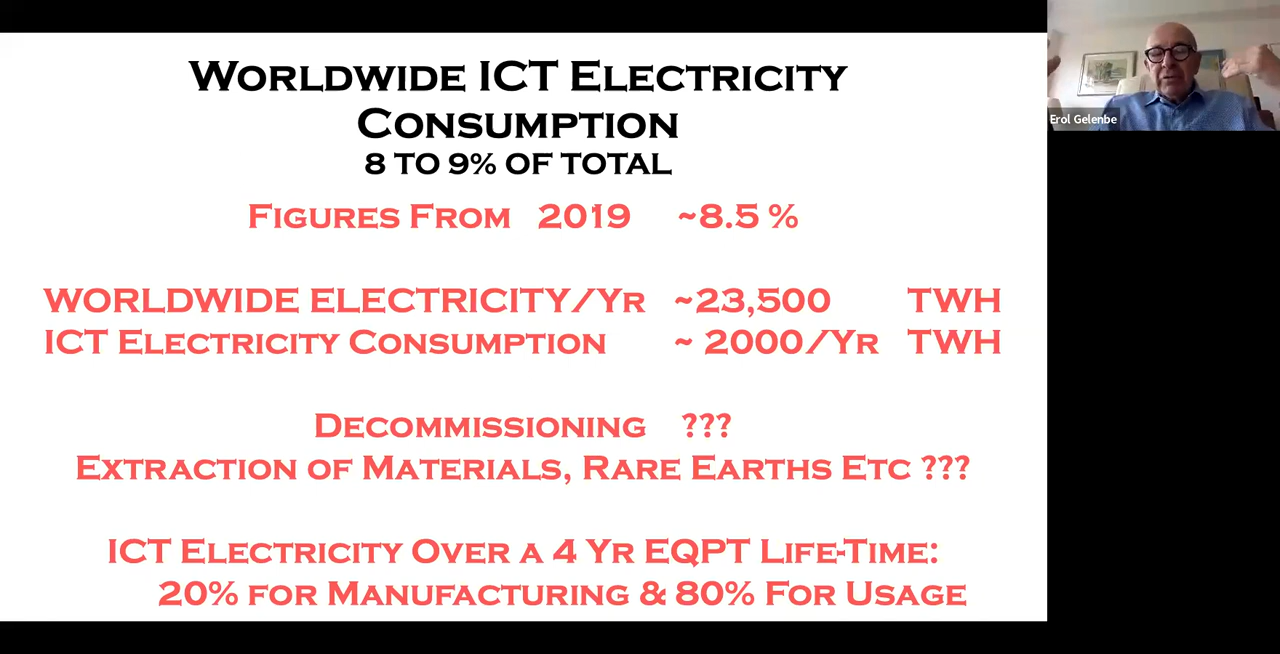 Worldwide ICT Electricity
Consumption
8 to 9% of total
Figures From 2019 ~8.5 %
WORLDWIDE ELECTRICITY/Yr ~23,500 TWH
ICT Electricity Consumption ~ 2000/Yr TWH
Decommissioning ???
Extraction of Materials, Rare Earths Etc ???
ICT Electricity Over a 4 Yr EQPT Life-Time:
20% for Manufacturing & 80% For Usage
Erol Gelenbe